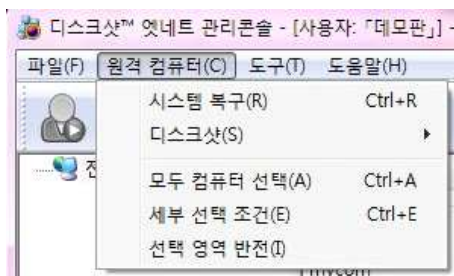 디스크샷™ 엣네트 관리콘솔 - [사용자: 「데모판」] -
파일(F) 원격 컴퓨터(C) 도구(T) 도움말(H)
시스템 복구(R) Ctrl+R
디스크샷(S)
모두 컴퓨터 선택(A) Ctrl+A
세부 선택 조건(E) Ctrl+E
선택 영역 반전(I)